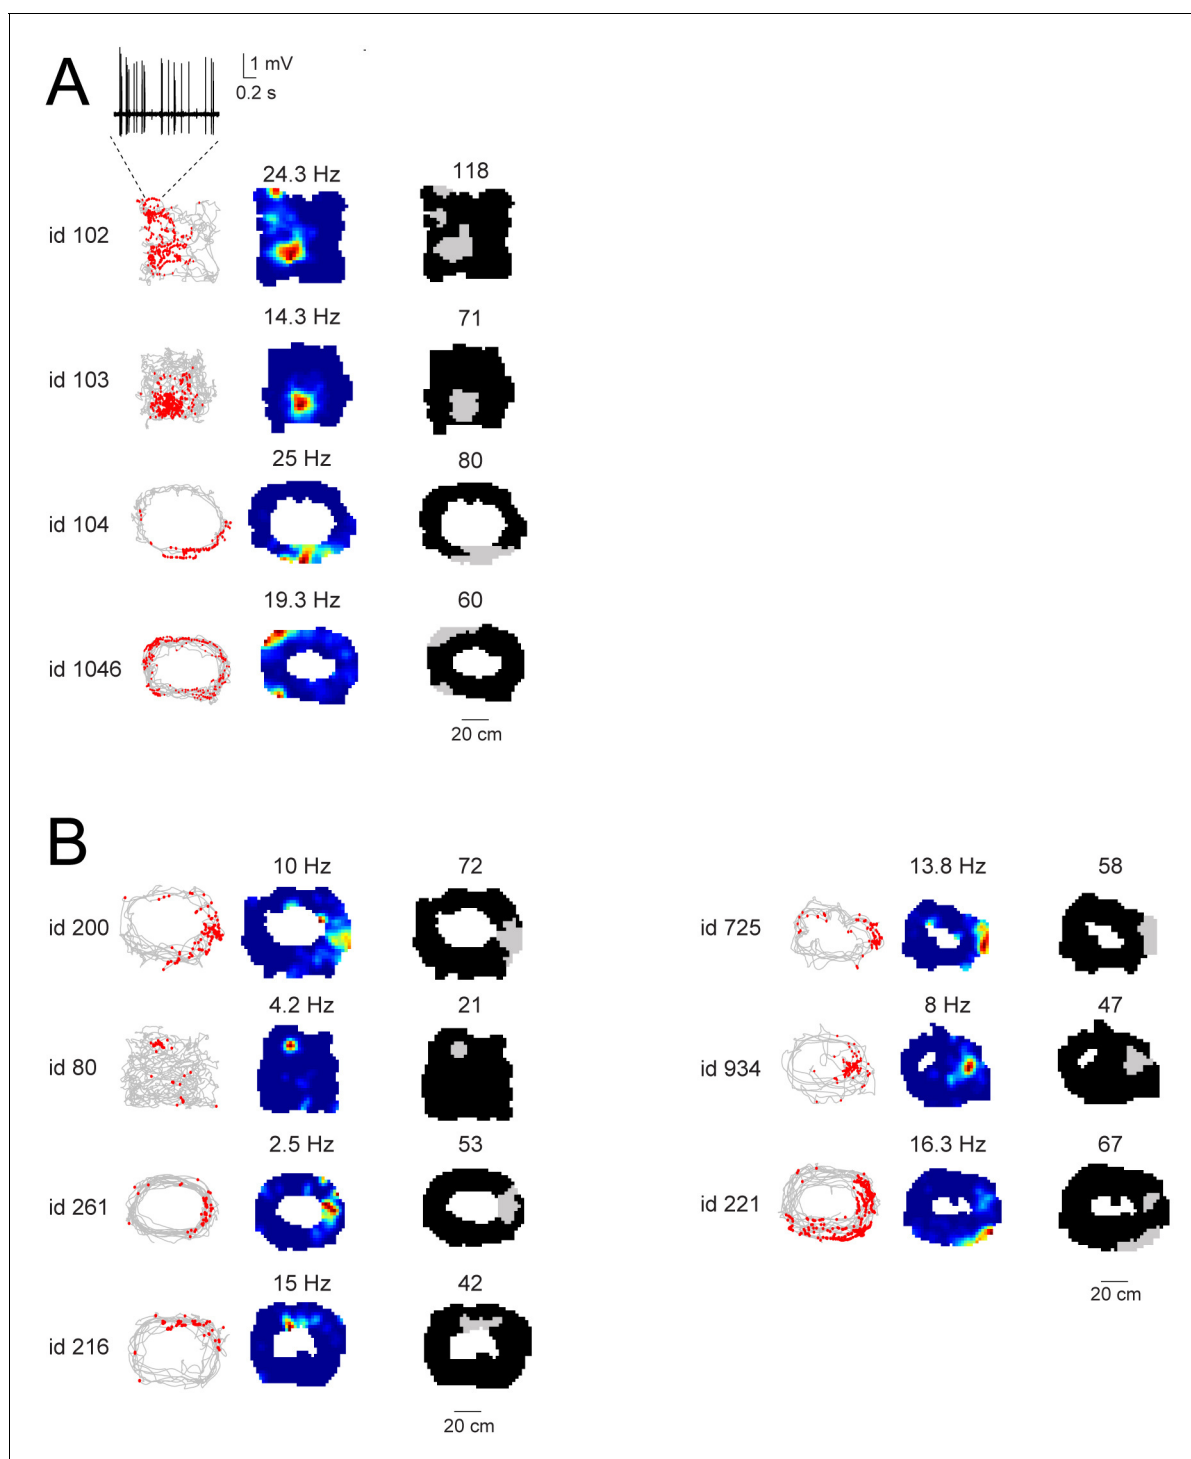 A
1 mV
0.2 s
24.3 Hz 118
id 102
14.3 Hz 71
id 103
25 Hz 80
id 104
19.3 Hz 60
id 1046
20 cm
B
10 Hz 72
id 200
4.2 Hz 21
id 80
2.5 Hz 53
id 261
15 Hz 42
id 216
20 cm
13.8 Hz 58
id 725
8 Hz 47
id 934
16.3 Hz 67
id 221
20 cm